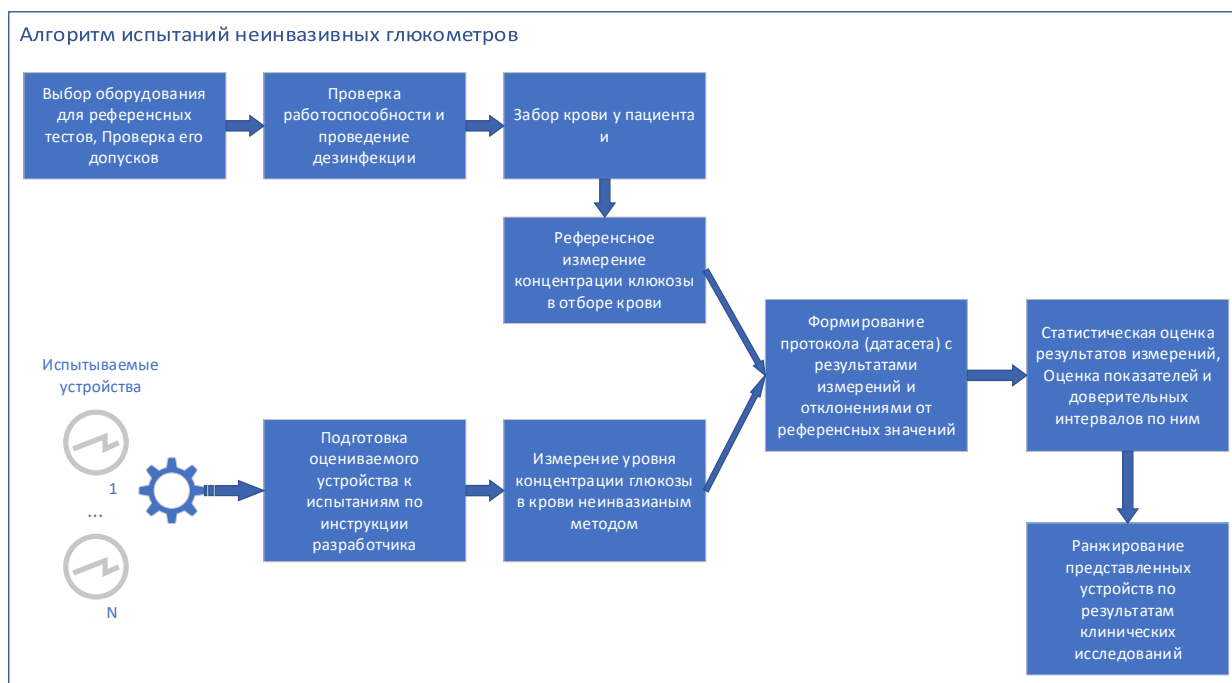 Алгоритм испытаний неинвазивных глюкометров
Выбор оборудования
для референсных
тестов, Проверка его
допусков
Проверка
работоспособности и
проведение
дезинфекции
Забор крови у пациента
и
Референсное
измерение
концентрации клюкозы
в отборе крови
Испытываемые
устройства
1
...
N
Подготовка
оцениваемого
устройства к
испытаниям по
инструкции
разработчика
Измерение уровня
концентрации глюкозы
в крови неинвазианым
методом
Формирование
протокола (датасета) с
результатами
измерений и
отклонениями от
референсных значений
Статистическая оценка
результатов измерений,
Оценка показателей и
доверительных
интервалов по ним
Ранжирование
представленных
устройств по
результатам
клинических
исследований